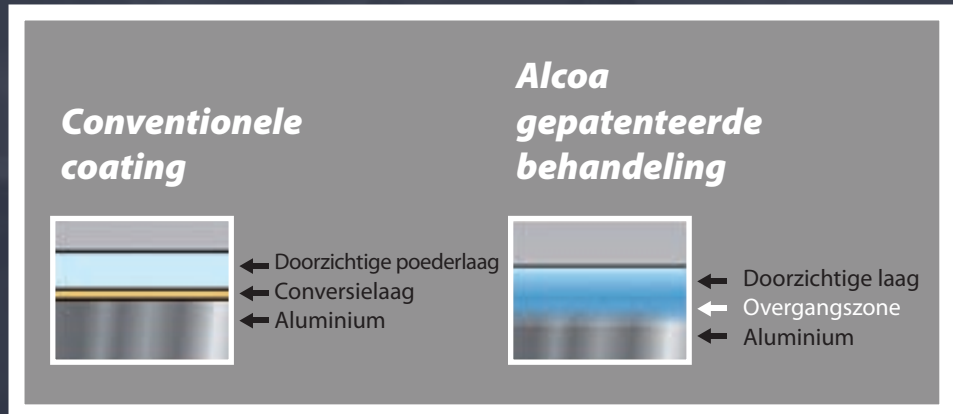 Conventionele
coating
Doorzichtige poederlaag
Conversielaag
Aluminium
Alcoa
gepatenteerde
behandeling
Doorzichtige laag
Overgangszone
Aluminium